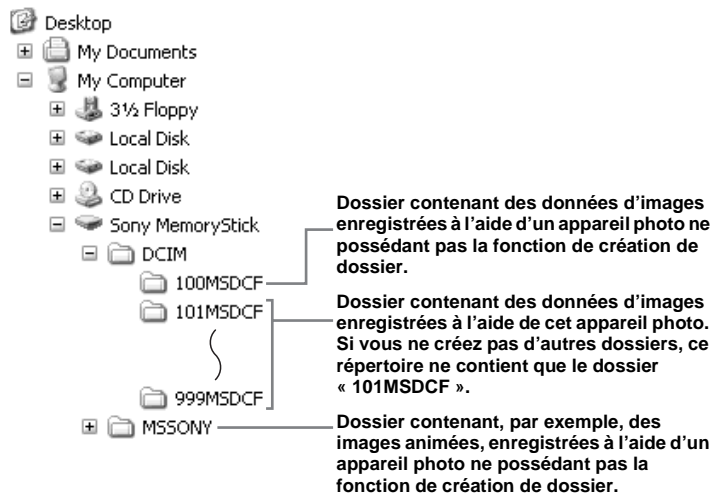 Desktop
My Documents
My Computer
3½ Floppy
Local Disk
Local Disk
CD Drive
Sony MemoryStick
DCIM
100MSDCF
101MSDCF
999MSDCF
MSSONY
Dossier contenant des données d'images
enregistrées à l'aide d'un appareil photo ne
possédant pas la fonction de création de
dossier.
Dossier contenant des données d'images
enregistrées à l'aide de cet appareil photo.
Si vous ne créez pas d'autres dossiers, ce
répertoire ne contient que le dossier
« 101MSDCF ».
Dossier contenant, par exemple, des
images animées, enregistrées à l'aide d'un
appareil photo ne possédant pas la
fonction de création de dossier.